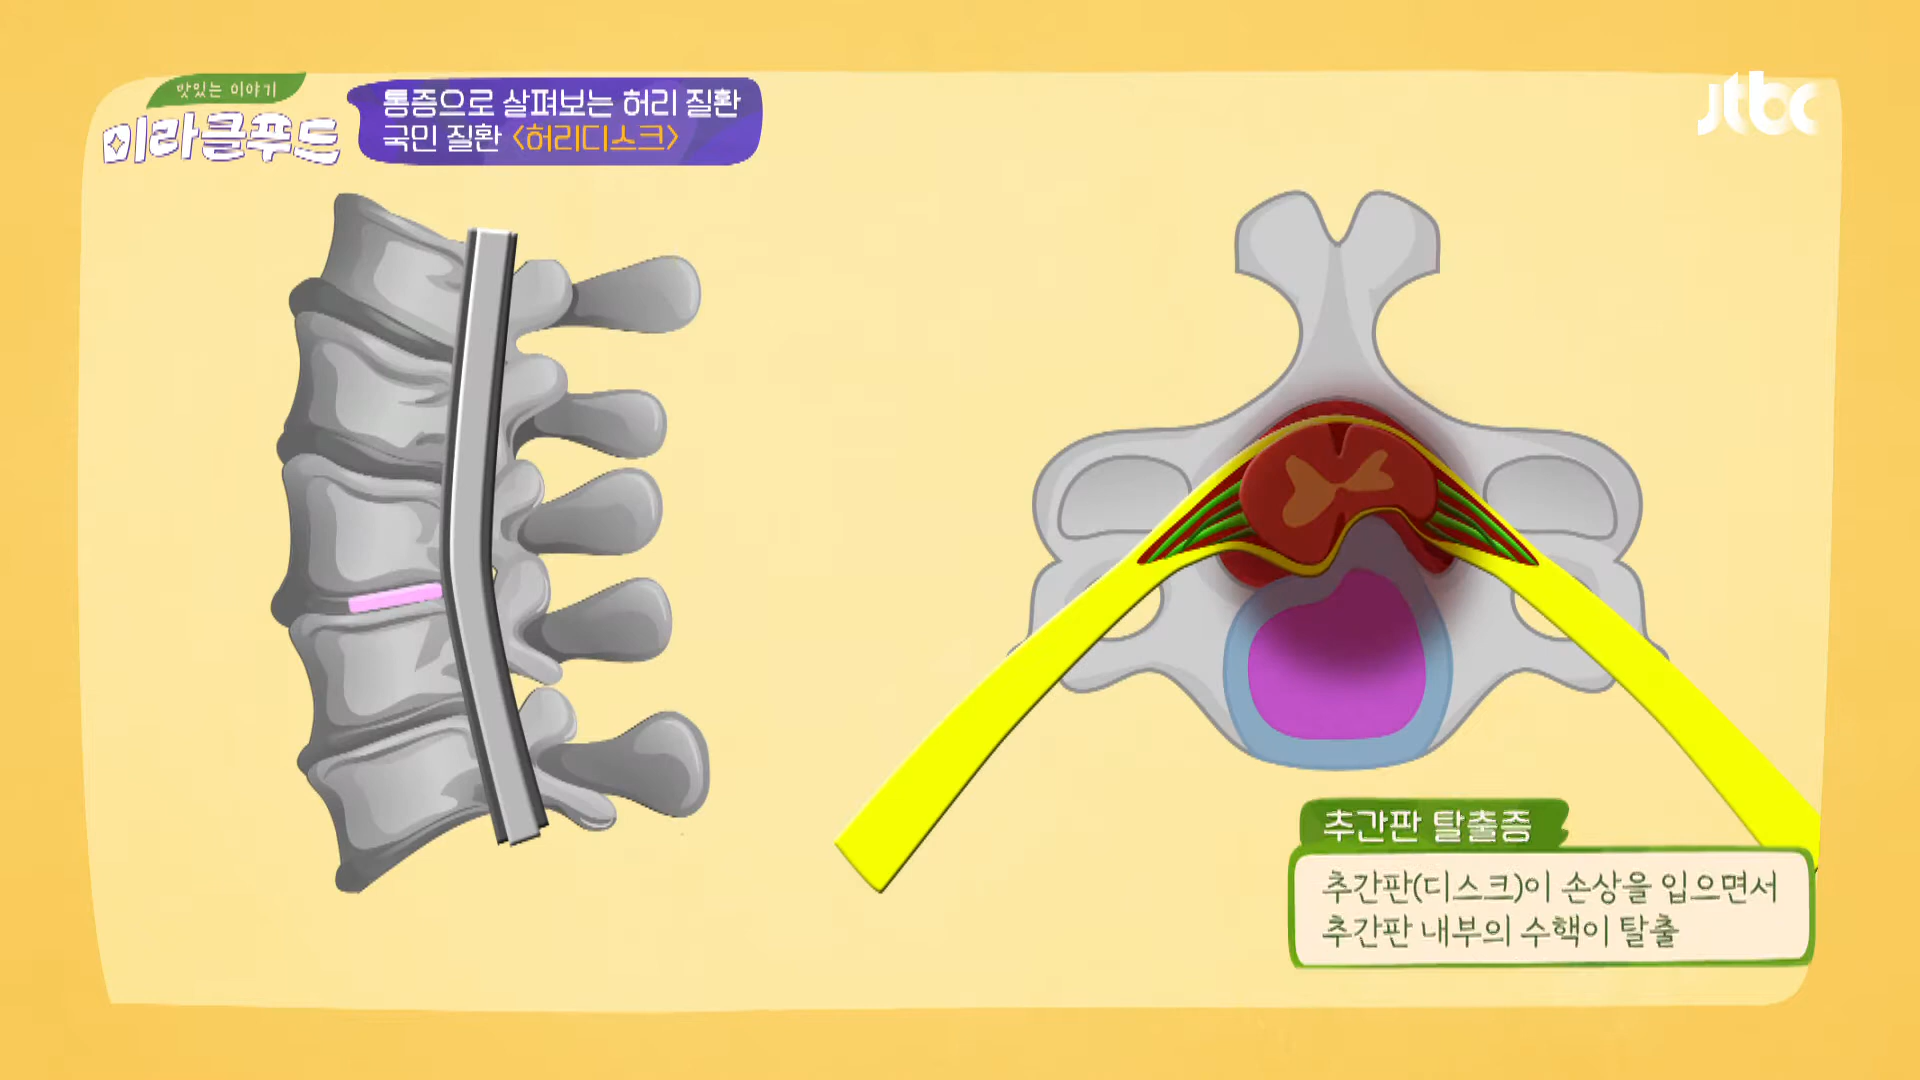 맛있는 이야기
미라클푸드
통증으로 살펴보는 허리 질환
국민 질환 <허리디스크>
jtbc
추간판 탈출증
추간판(디스크)이 손상을 입으면서
추간판 내부의 수핵이 탈출